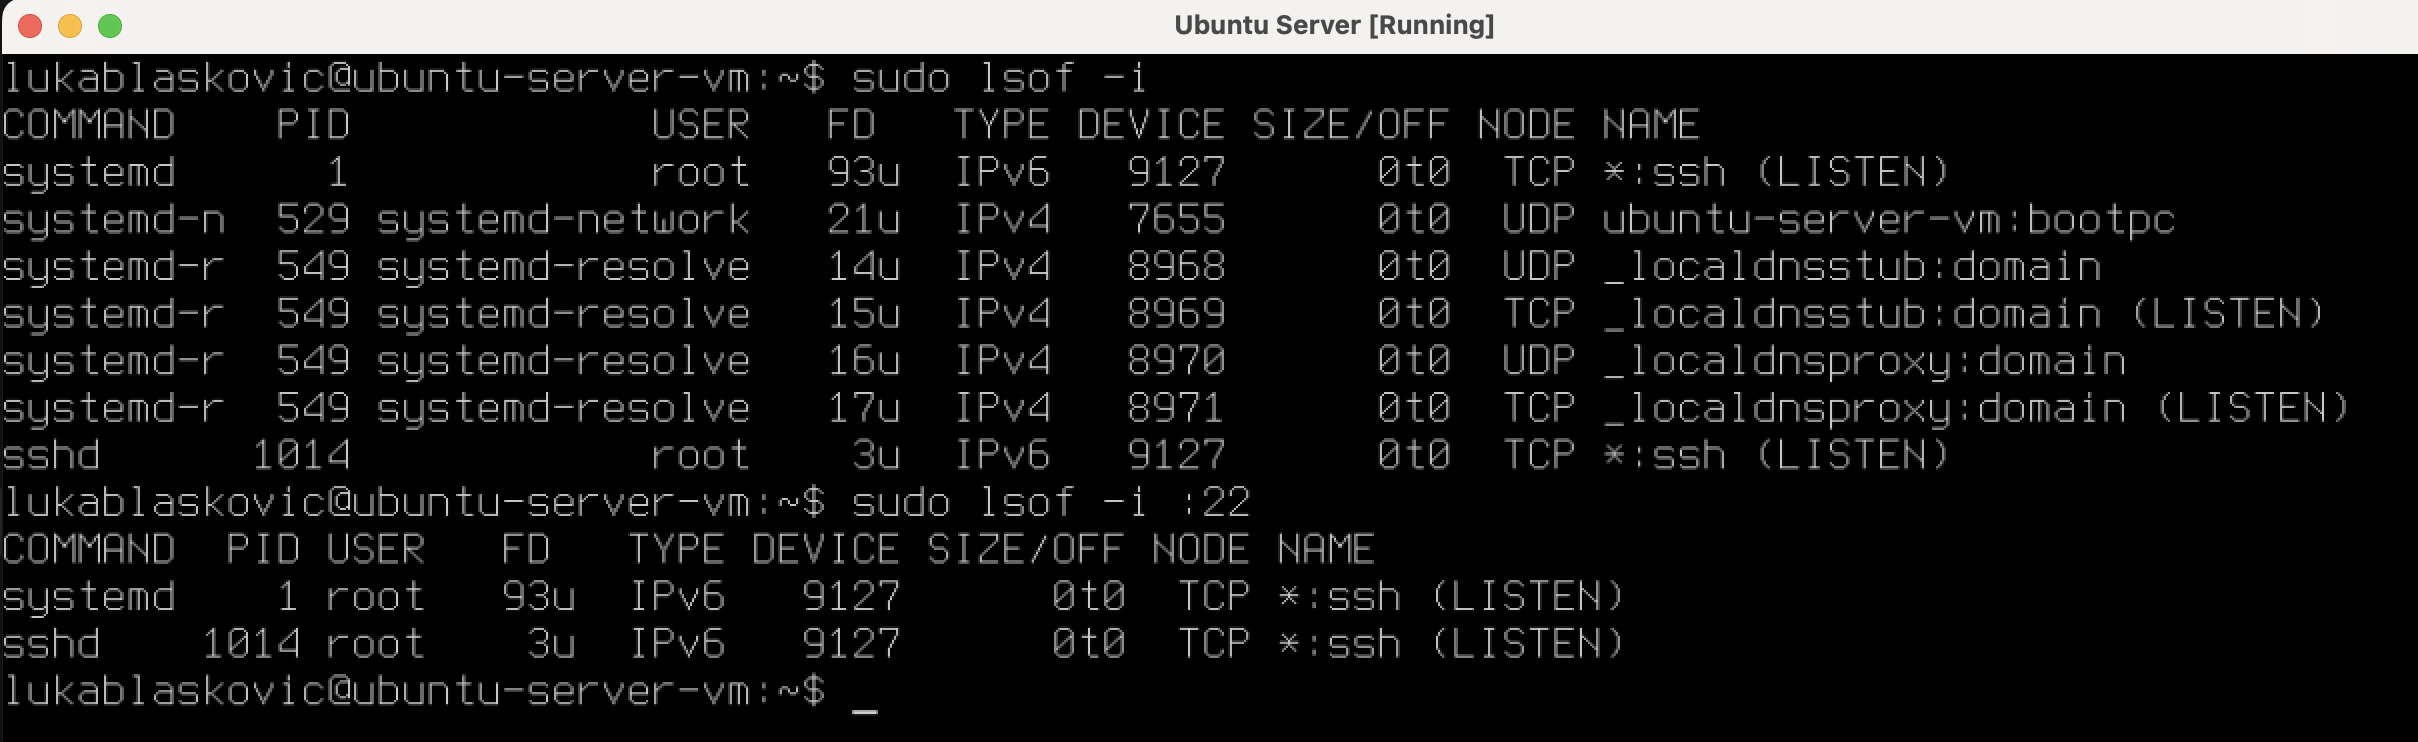 Ubuntu Server [Running]
lukablaskovic@ubuntu-server-vm:~$ sudo lsof -i
COMMAND    PID            USER   FD   TYPE DEVICE SIZE/OFF NODE NAME
systemd      1            root   93u  IPv6   9127      0t0  TCP *:ssh (LISTEN)
systemd-n  529 systemd-network   21u  IPv4   7655      0t0  UDP ubuntu-server-vm:bootpc
systemd-r  549 systemd-resolve   14u  IPv4   8968      0t0  UDP _localdnsstub:domain
systemd-r  549 systemd-resolve   15u  IPv4   8969      0t0  TCP _localdnsstub:domain (LISTEN)
systemd-r  549 systemd-resolve   16u  IPv4   8970      0t0  UDP _localdnsproxy:domain
systemd-r  549 systemd-resolve   17u  IPv4   8971      0t0  TCP _localdnsproxy:domain (LISTEN)
sshd      1014            root    3u  IPv6   9127      0t0  TCP *:ssh (LISTEN)
lukablaskovic@ubuntu-server-vm:~$ sudo lsof -i :22
COMMAND  PID USER   FD   TYPE DEVICE SIZE/OFF NODE NAME
systemd    1 root   93u  IPv6   9127      0t0  TCP *:ssh (LISTEN)
sshd    1014 root    3u  IPv6   9127      0t0  TCP *:ssh (LISTEN)
lukablaskovic@ubuntu-server-vm:~$ _